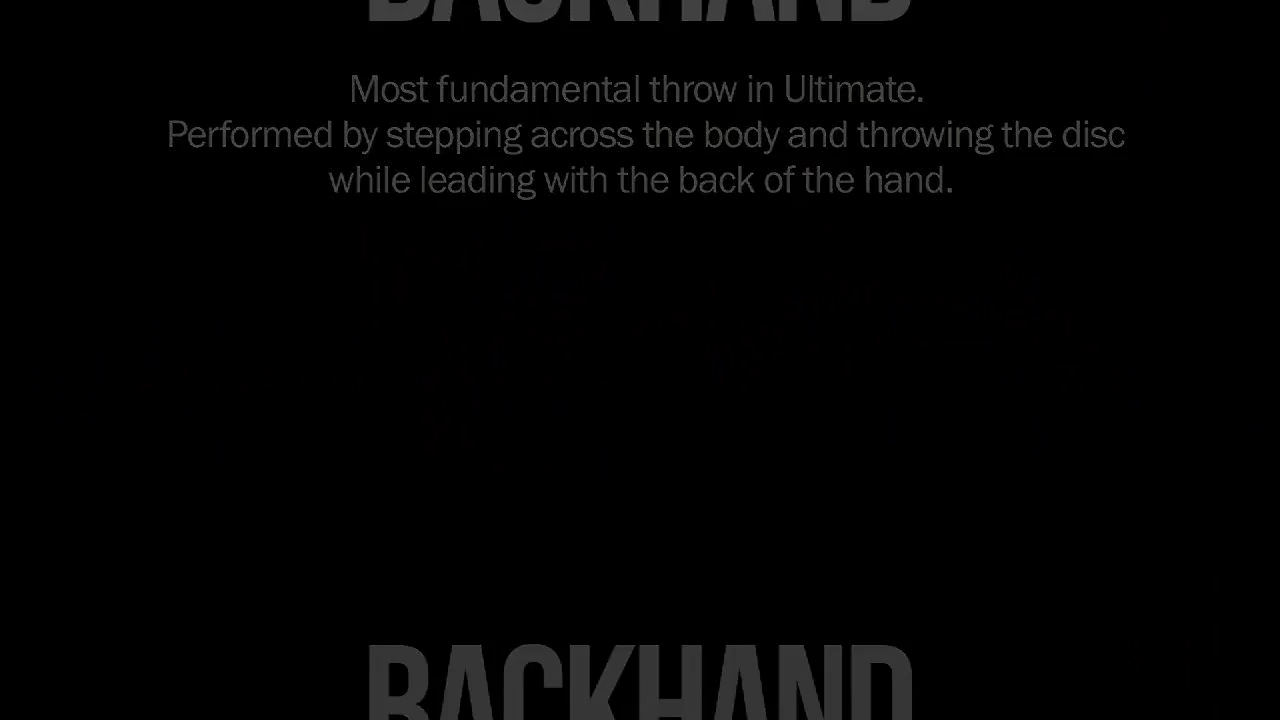 BACKHAND
Most fundamental throw in Ultimate.
Performed by stepping across the body and throwing the disc
while leading with the back of the hand.
BACKHAND